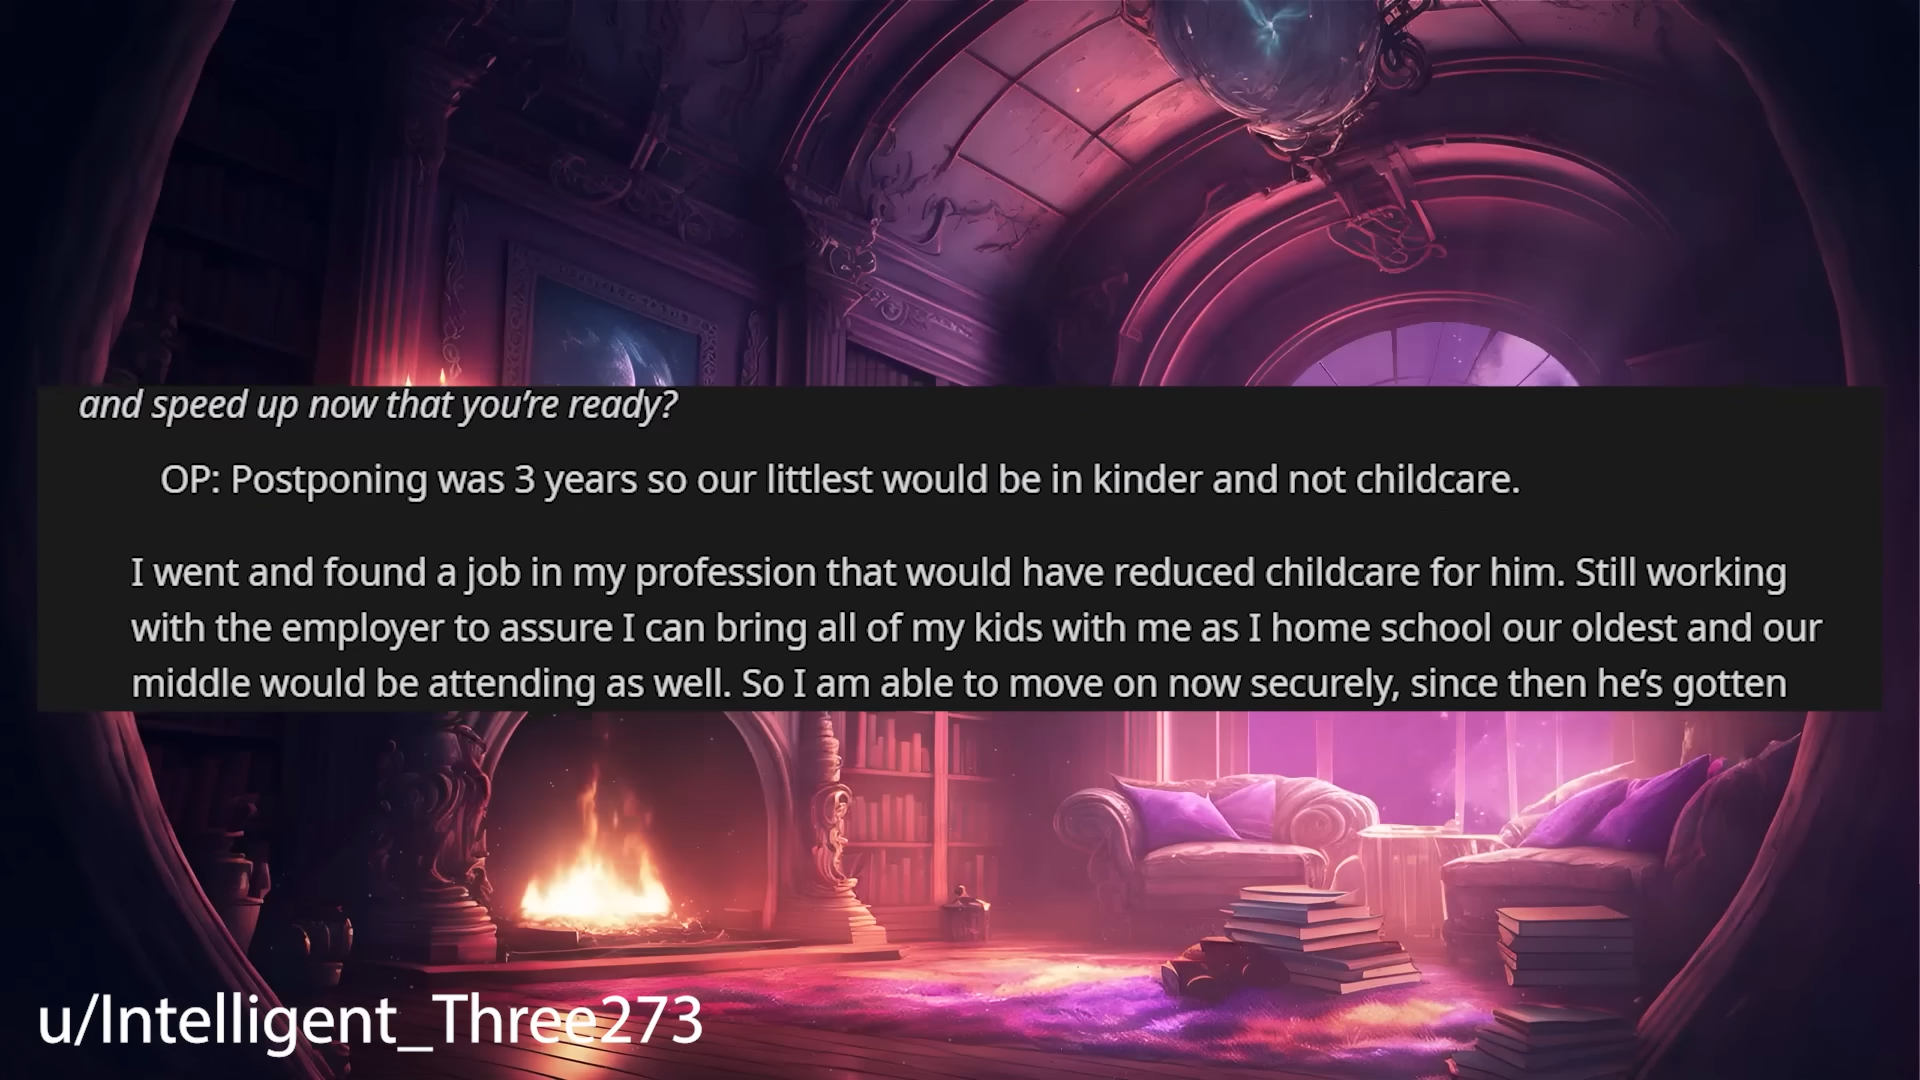 and speed up now that you're ready?
OP: Postponing was 3 years so our littlest would be in kinder and not childcare.
I went and found a job in my profession that would have reduced childcare for him. Still working
with the employer to assure I can bring all of my kids with me as I home school our oldest and our
middle would be attending as well. So I am able to move on now securely, since then he's gotten
u/Intelligent_Three273